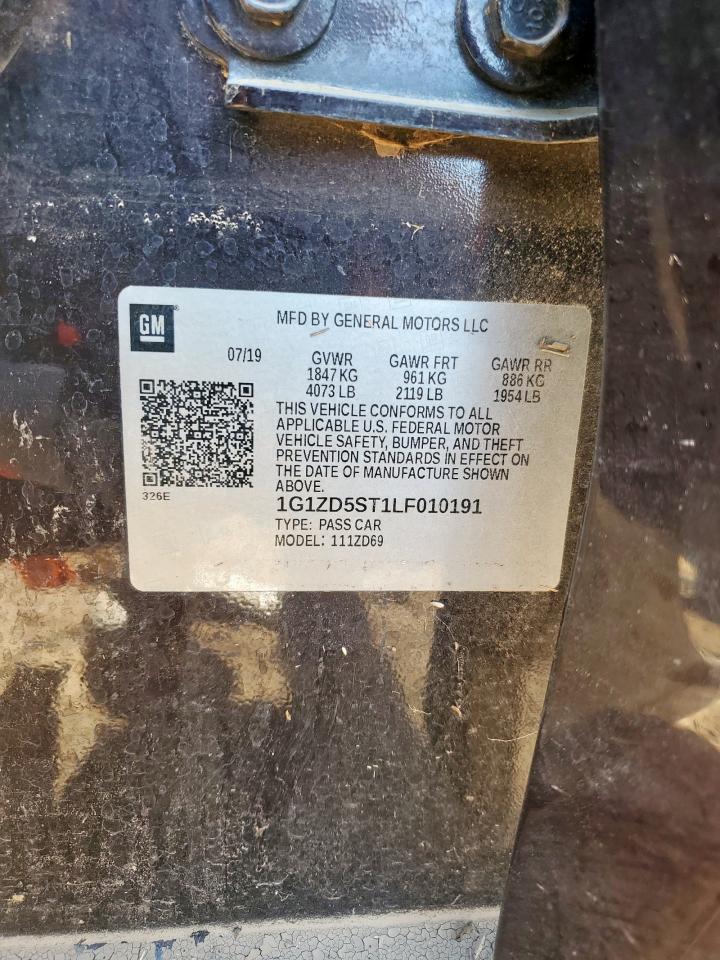 GM
MFD BY GENERAL MOTORS LLC
07/19
GVWR GAWR FRT GAWR RR
1847 KG 961 KG 886 KG
4073 LB 2119 LB 1954 LB
THIS VEHICLE CONFORMS TO ALL
APPLICABLE U.S. FEDERAL MOTOR
VEHICLE SAFETY, BUMPER, AND THEFT
PREVENTION STANDARDS IN EFFECT ON
THE DATE OF MANUFACTURE SHOWN
ABOVE.
326E
1G1ZD5ST1LF010191
TYPE: PASS CAR
MODEL: 111ZD69